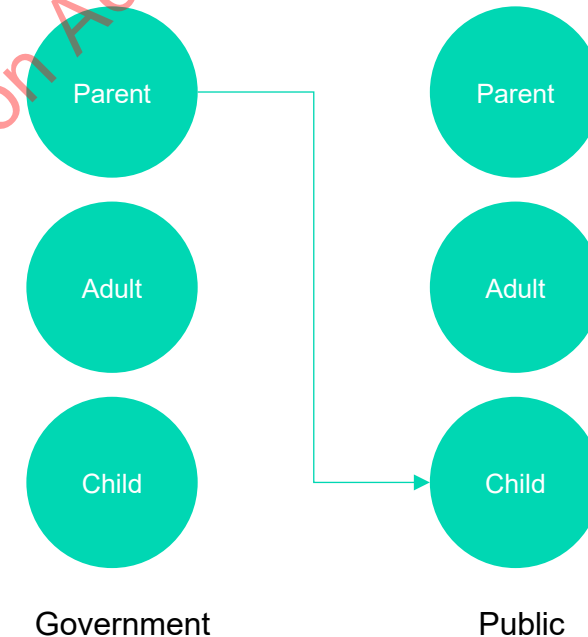 Parent
Parent
Adult
Adult
Child
Child
Government
Public